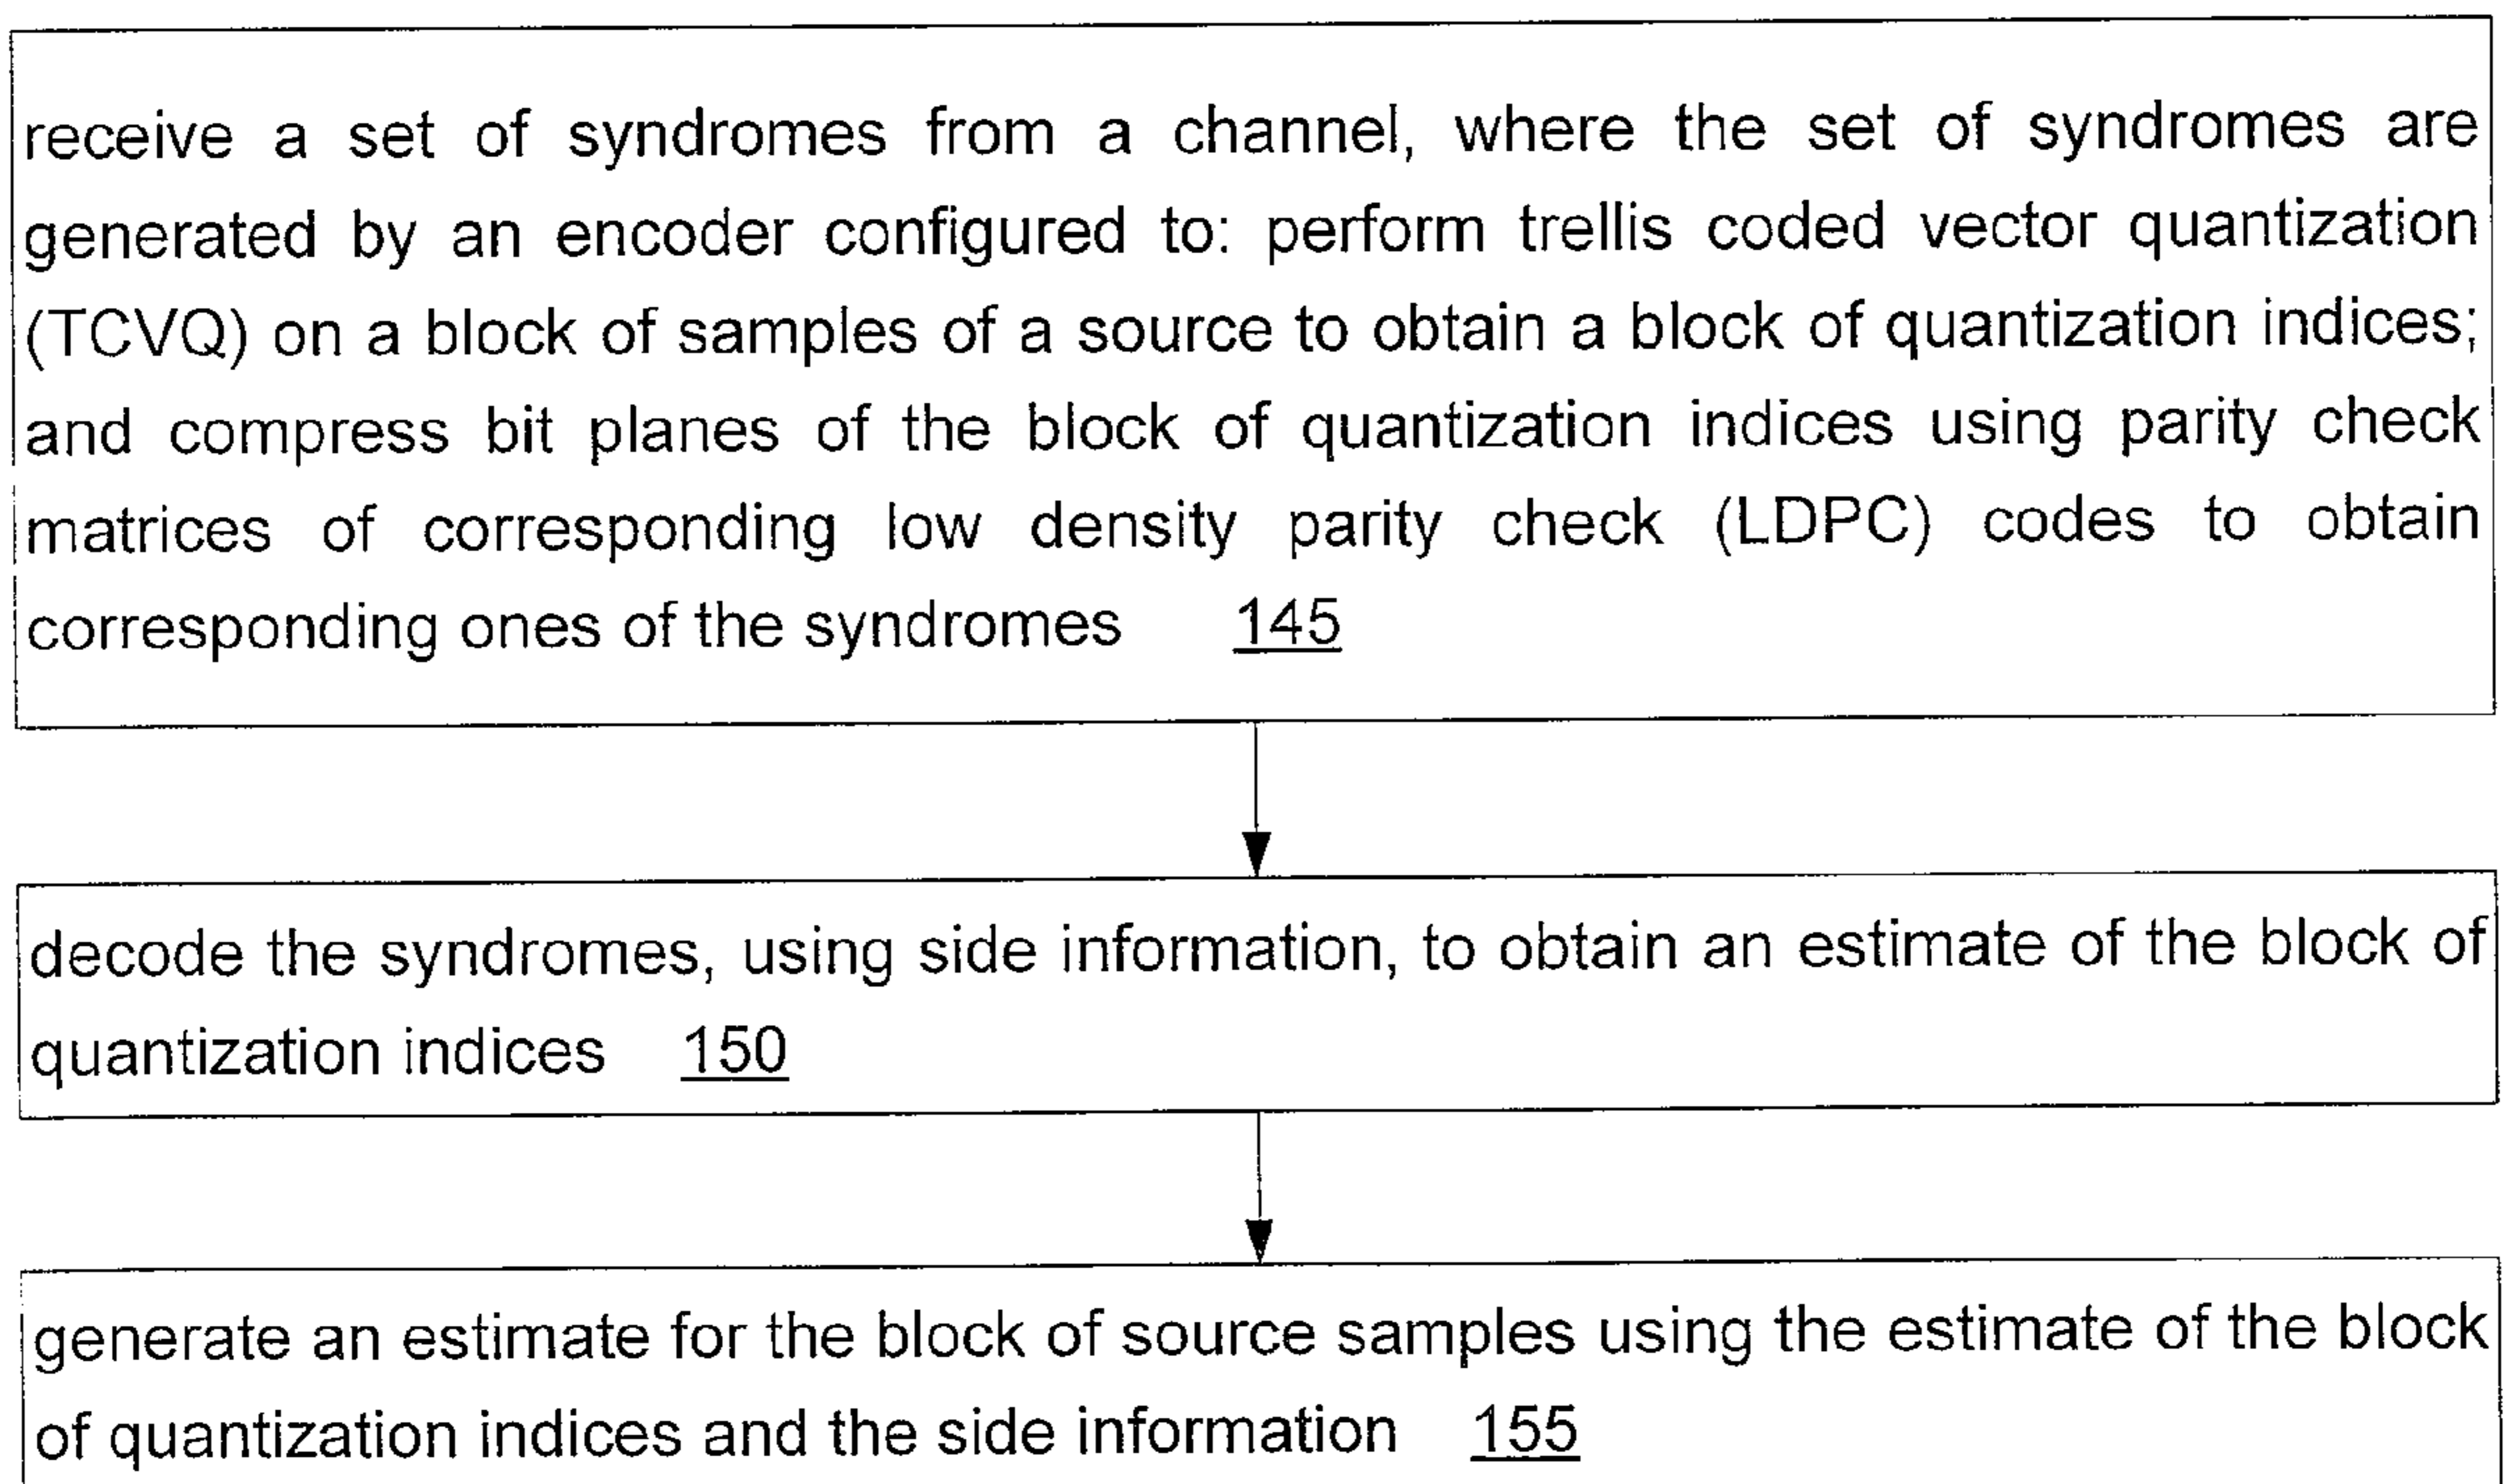 receive a set of syndromes from a channel, where the set of syndromes are
generated by an encoder configured to: perform trellis coded vector quantization
(TCVQ) on a block of samples of a source to obtain a block of quantization indices;
and compress bit planes of the block of quantization indices using parity check
matrices of corresponding low density parity check (LDPC) codes to obtain
corresponding ones of the syndromes 145
decode the syndromes, using side information, to obtain an estimate of the block of
quantization indices 150
generate an estimate for the block of source samples using the estimate of the block
of quantization indices and the side information 155